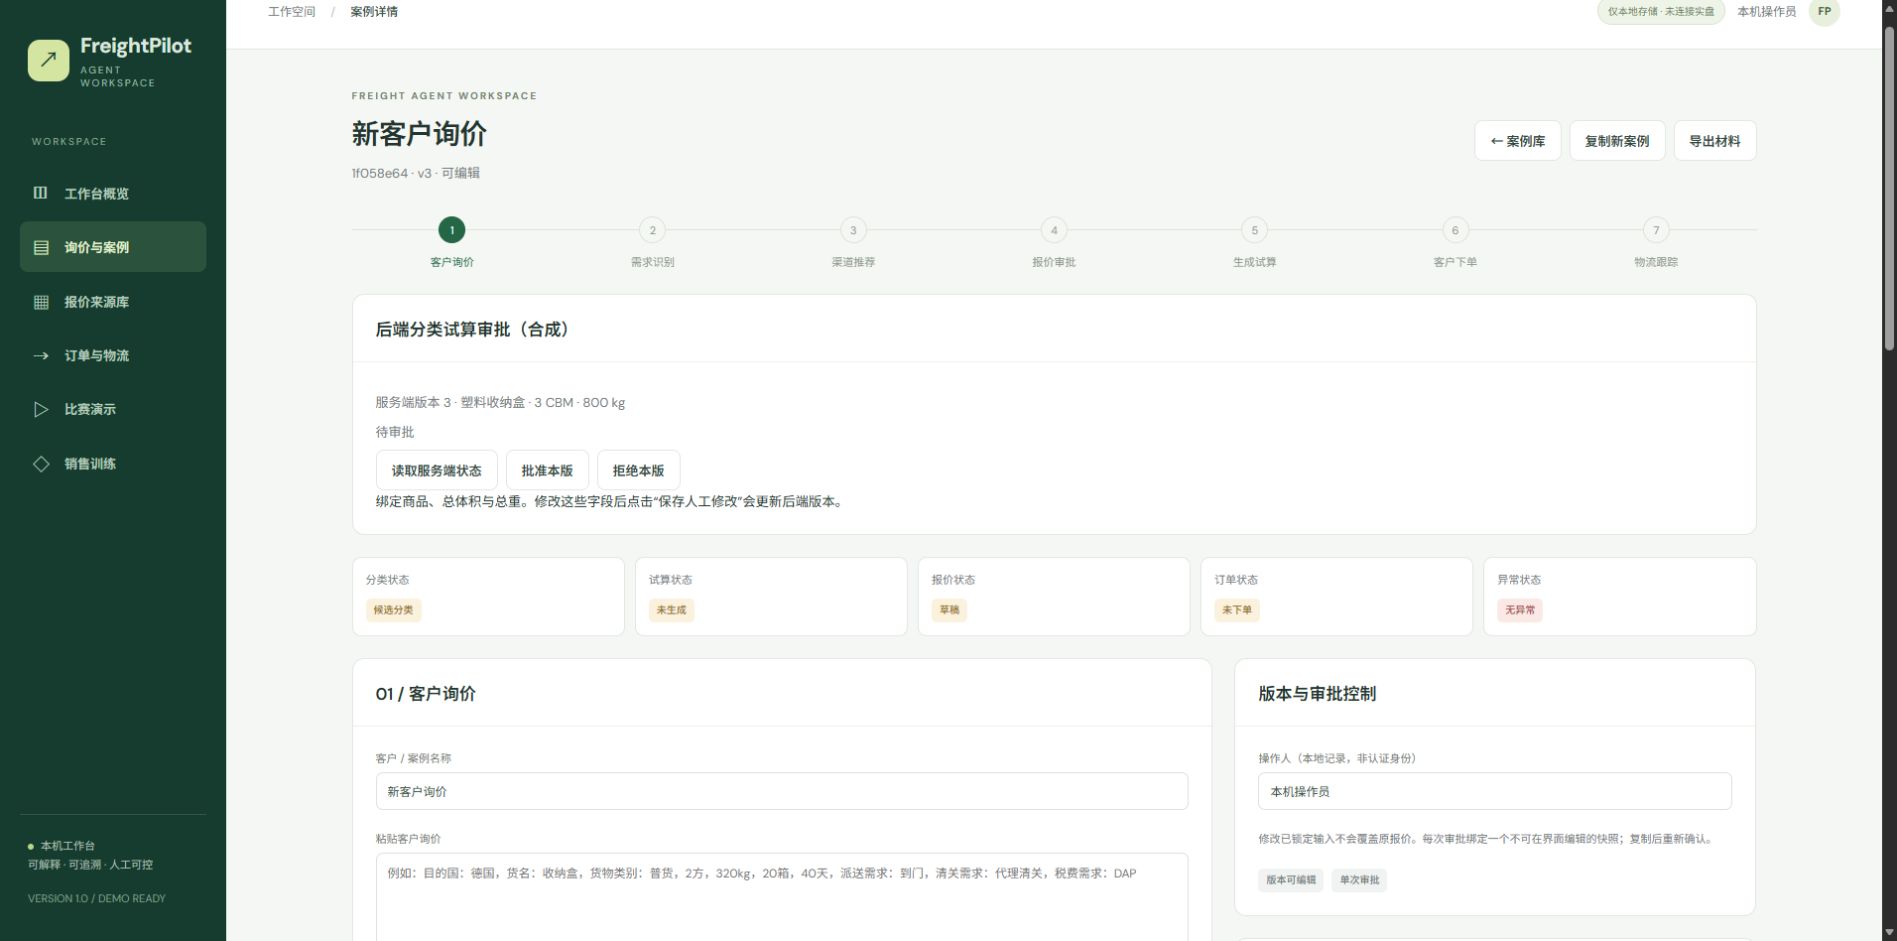 FreightPilot
AGENT
WORKSPACE
WORKSPACE
工作台概览
询价与案例
报价来源库
订单与物流
比赛演示
销售训练
本机工作台
可解释 · 可追溯 · 人工可控
VERSION 1.0 / DEMO READY
工作空间 / 案例详情
仅本地存储 · 未连接实盘
本机操作员
FP
FREIGHT AGENT WORKSPACE
新客户询价
1f058e64 · v3 · 可编辑
← 案例库
复制新案例
导出材料
1
2
3
4
5
6
7
客户询价
需求识别
渠道推荐
报价审批
生成试算
客户下单
物流跟踪
后端分类试算审批（合成）
服务端版本 3 · 塑料收纳盒 · 3 CBM · 800 kg
待审批
读取服务端状态
批准本版
拒绝本版
绑定商品、总体积与总重。修改这些字段后点击“保存人工修改”会更新后端版本。
分类状态
候选分类
试算状态
未生成
报价状态
草稿
订单状态
未下单
异常状态
无异常
01 / 客户询价
客户 / 案例名称
新客户询价
粘贴客户询价
例如：目的国：德国，货名：收纳盒，货物类别：普货，2方，320kg，20箱，40天，派送需求：到门，清关需求：代理清关，税费需求：DAP
版本与审批控制
操作人（本地记录，非认证身份）
本机操作员
修改已锁定输入不会覆盖原报价。每次审批绑定一个不可在界面编辑的快照；复制后重新确认。
版本可编辑
单次审批